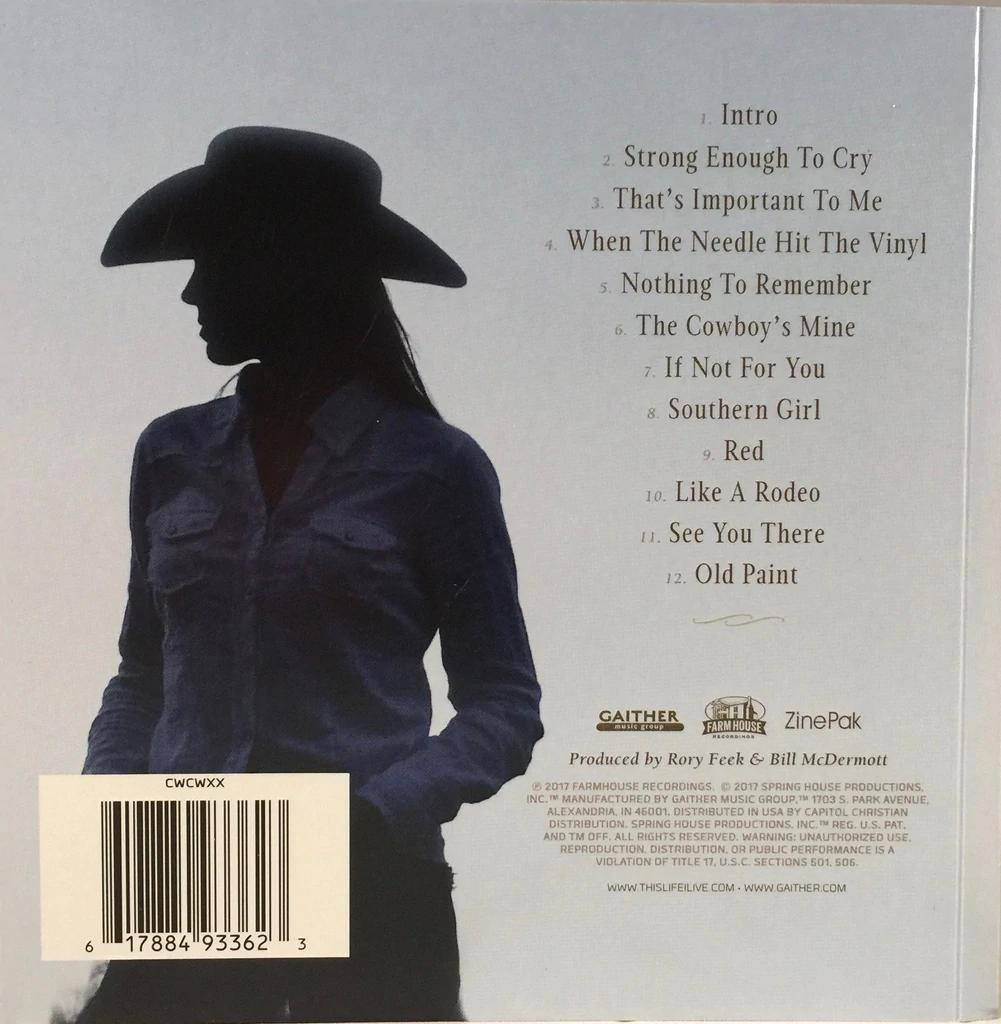 1. Intro
2. Strong Enough To Cry
3. That's Important To Me
4. When The Needle Hit The Vinyl
5. Nothing To Remember
6. The Cowboy's Mine
7. If Not For You
8. Southern Girl
9. Red
10. Like A Rodeo
11. See You There
12. Old Paint
GAITHER
music group
FARM HOUSE
RECORDINGS
ZinePak
Produced by Rory Feek & Bill McDermott
℗ 2017 FARMHOUSE RECORDINGS. © 2017 SPRING HOUSE PRODUCTIONS,
INC.™ MANUFACTURED BY GAITHER MUSIC GROUP,™ 1703 S. PARK AVENUE,
ALEXANDRIA, IN 46001. DISTRIBUTED IN USA BY CAPITOL CHRISTIAN
DISTRIBUTION. SPRING HOUSE PRODUCTIONS, INC.™ REG. U.S. PAT.
AND TM OFF. ALL RIGHTS RESERVED. WARNING: UNAUTHORIZED USE,
REPRODUCTION, DISTRIBUTION, OR PUBLIC PERFORMANCE IS A
VIOLATION OF TITLE 17, U.S.C. SECTIONS 501, 506.
WWW.THISLIFEILIVE.COM • WWW.GAITHER.COM
CWCWXX
6 17884 93362 3